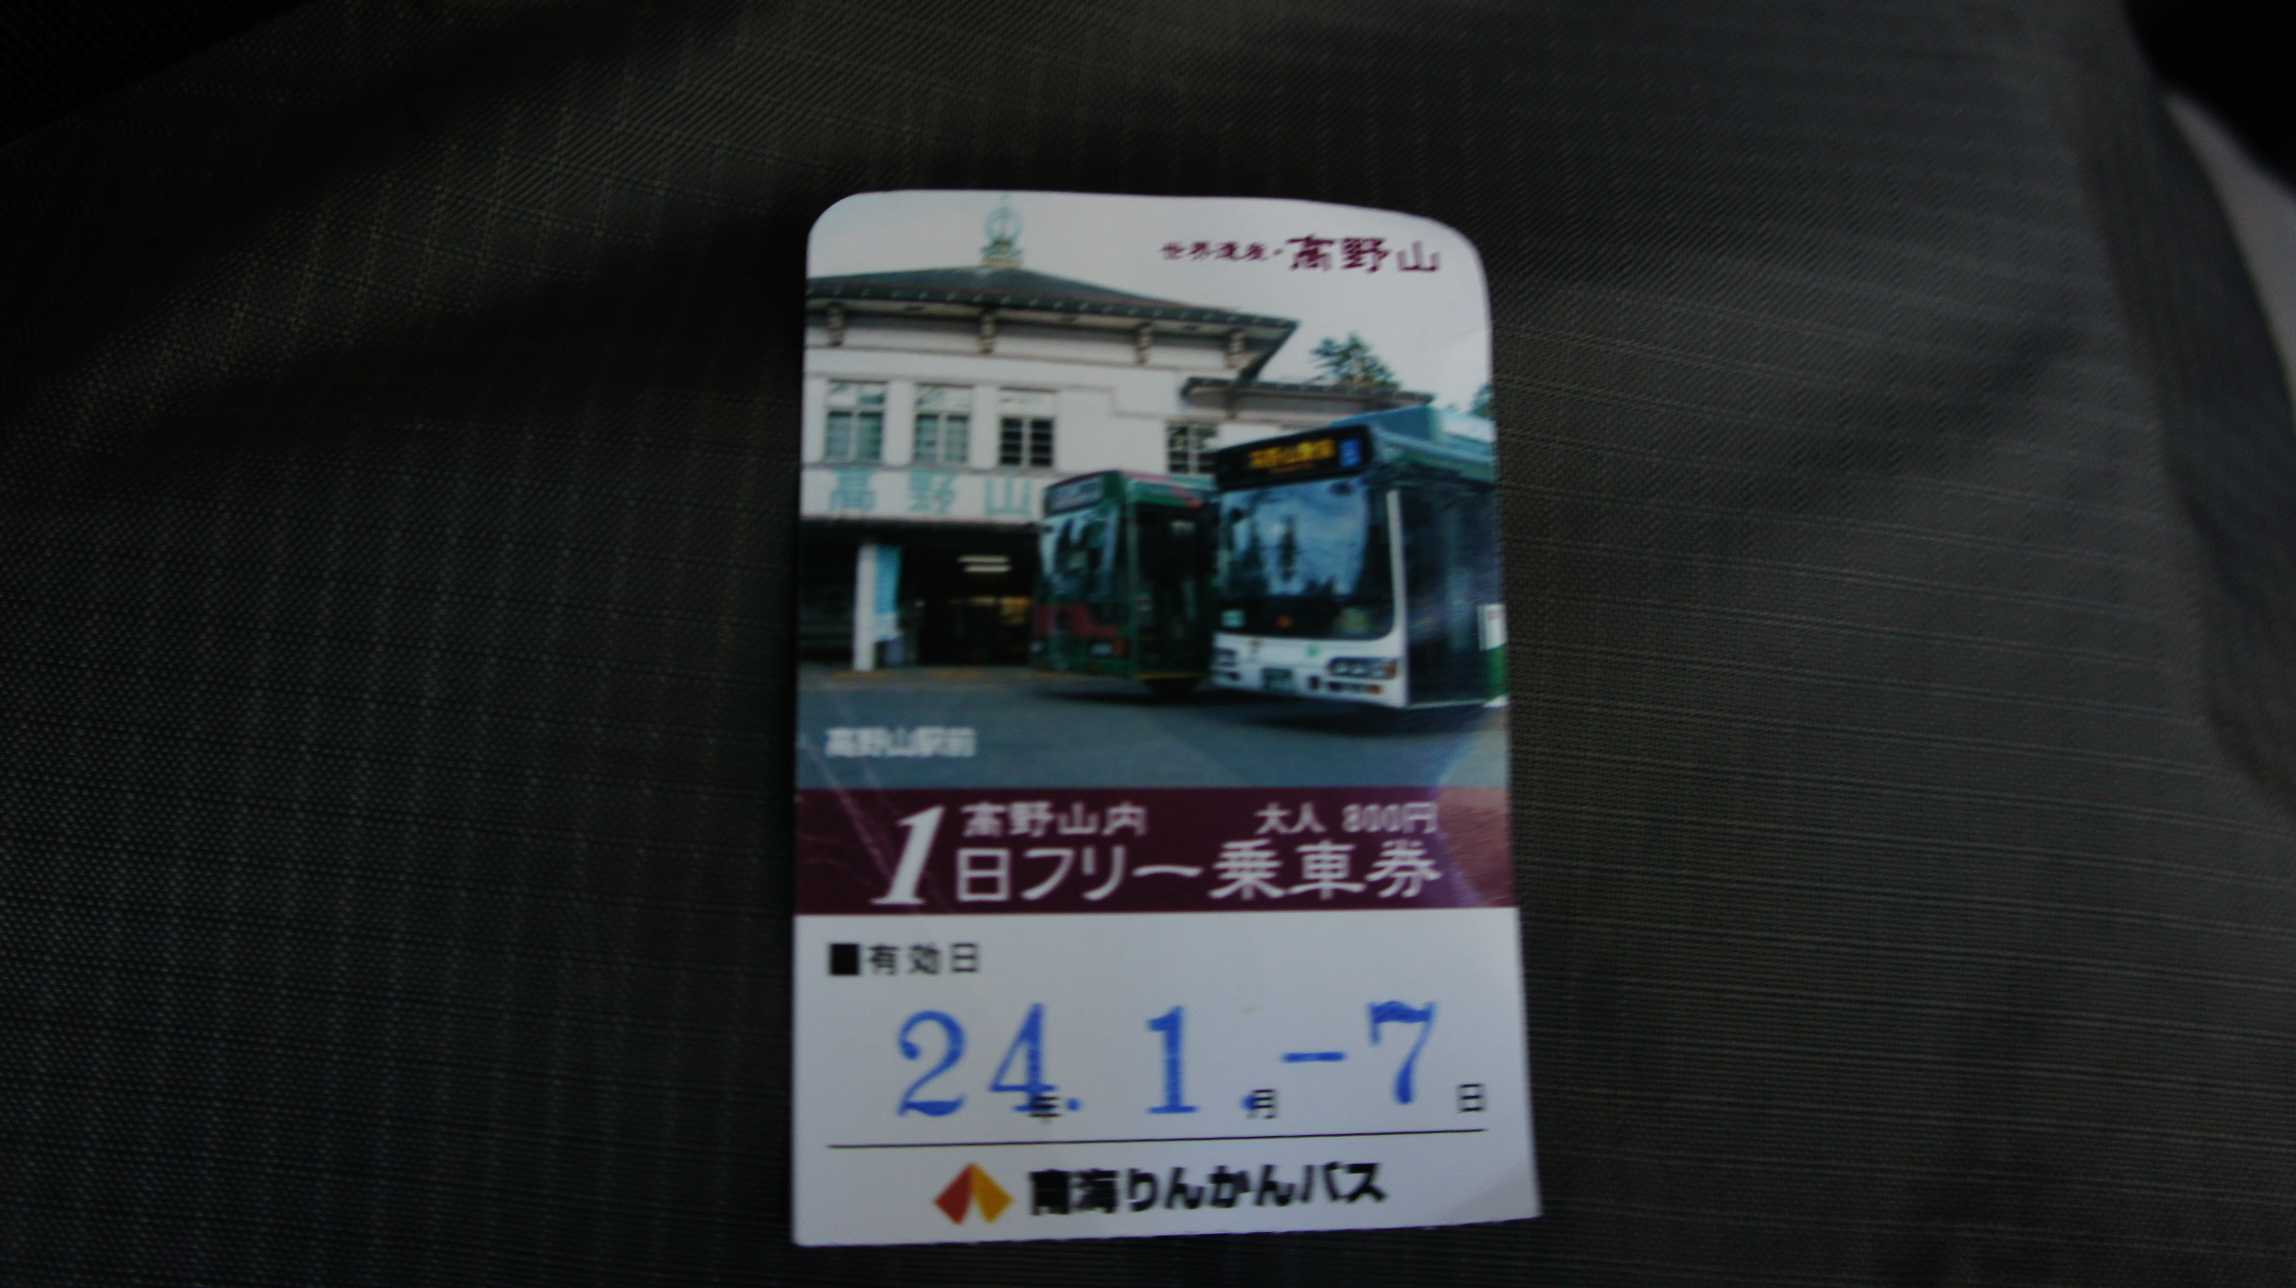 世界遺産・高野山
高野山
高野山駅前
高野山内 大人 800円
1日フリー乗車券
■有効日
24年. 1.月-7日
南海りんかんバス